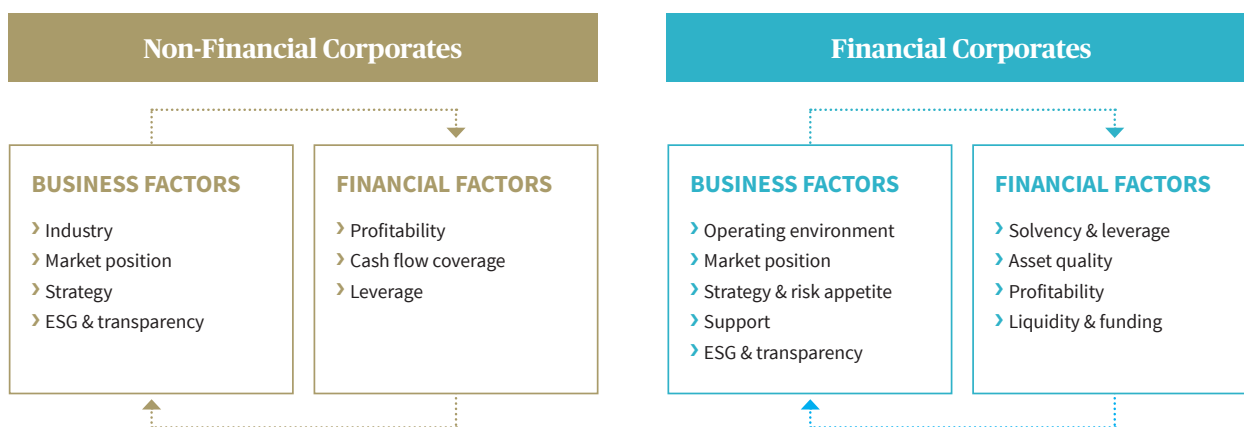 Non-Financial Corporates
BUSINESS FACTORS
› Industry
› Market position
› Strategy
› ESG & transparency
FINANCIAL FACTORS
› Profitability
› Cash flow coverage
› Leverage
Financial Corporates
BUSINESS FACTORS
› Operating environment
› Market position
› Strategy & risk appetite
› Support
› ESG & transparency
FINANCIAL FACTORS
› Solvency & leverage
› Asset quality
› Profitability
› Liquidity & funding